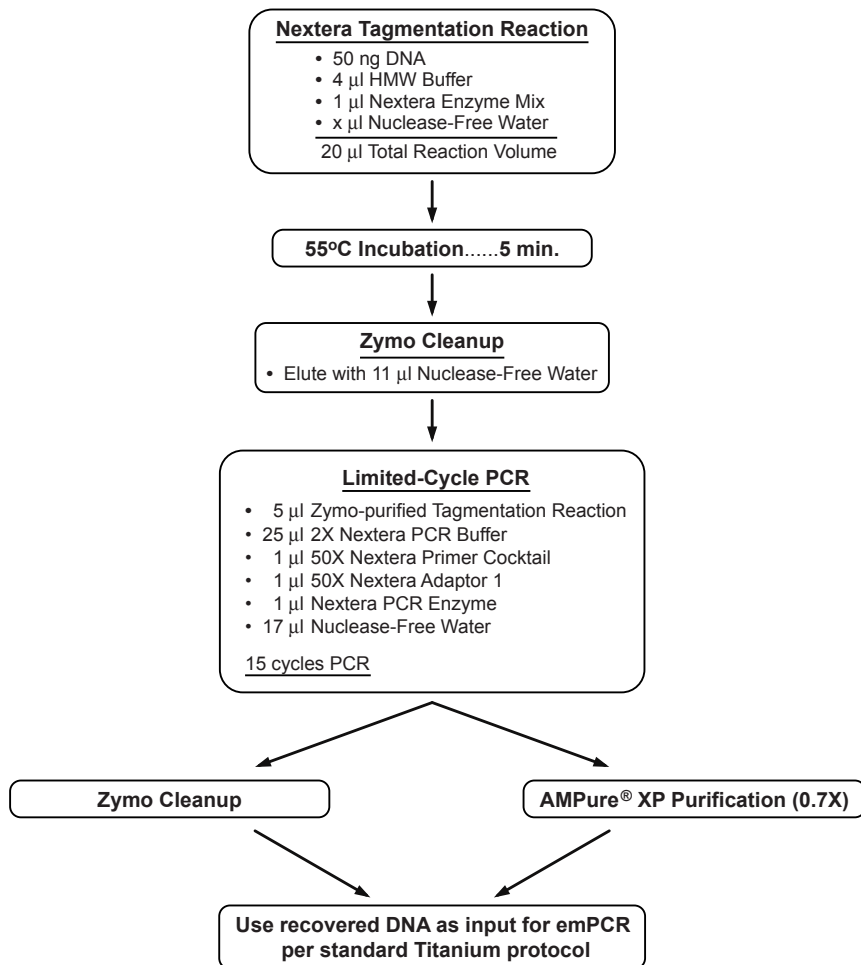 Nextera Tagmentation Reaction
• 50 ng DNA
• 4 µl HMW Buffer
• 1 µl Nextera Enzyme Mix
• x µl Nuclease-Free Water
20 µl Total Reaction Volume
55ºC Incubation......5 min.
Zymo Cleanup
• Elute with 11 µl Nuclease-Free Water
Limited-Cycle PCR
• 5 µl Zymo-purified Tagmentation Reaction
• 25 µl 2X Nextera PCR Buffer
• 1 µl 50X Nextera Primer Cocktail
• 1 µl 50X Nextera Adaptor 1
• 1 µl Nextera PCR Enzyme
• 17 µl Nuclease-Free Water
15 cycles PCR
Zymo Cleanup
AMPure® XP Purification (0.7X)
Use recovered DNA as input for emPCR
per standard Titanium protocol